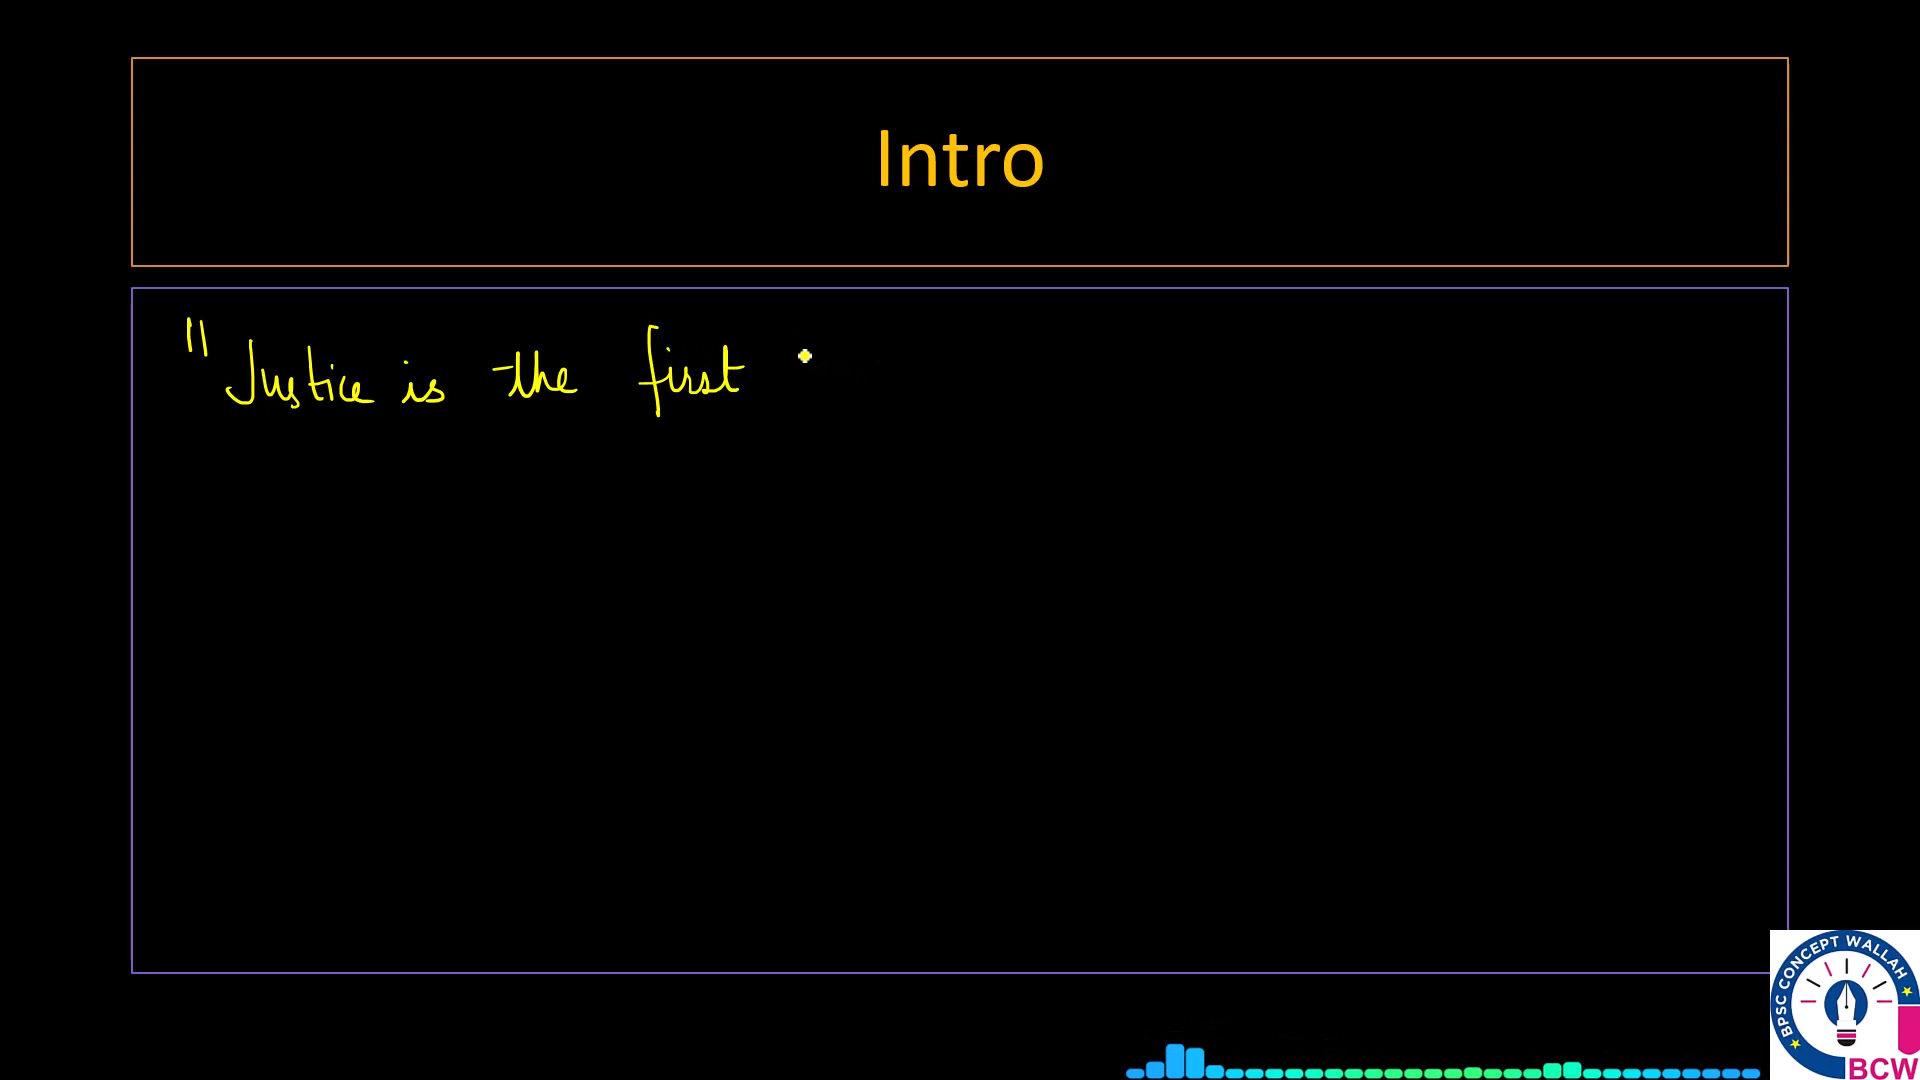 Intro
" Justice is the first
BPSC CONCEPT WALLAH
BCW